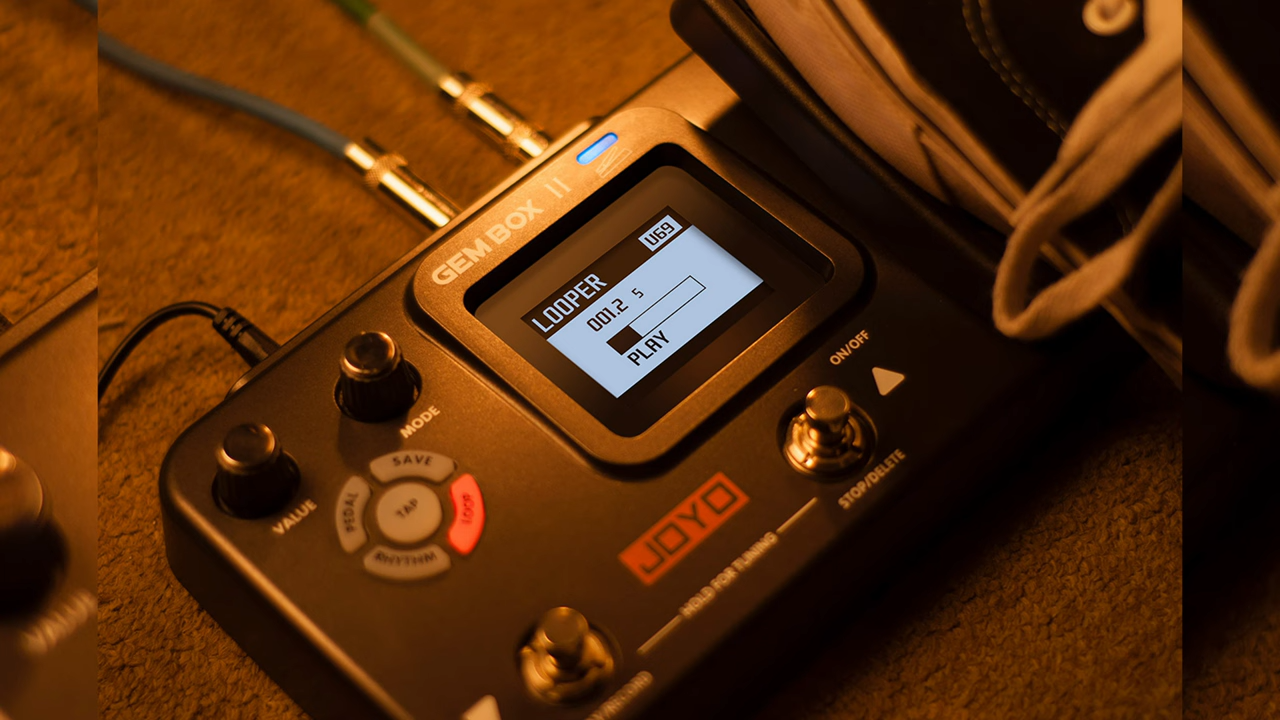 GEM BOX II
LOOPER
U69
001.2 S
PLAY
ON/OFF
MODE
VALUE
SAVE
PEDAL
TAP
LOOP
RHYTHM
STOP/DELETE
JOYO
HOLD FOR TUNING
VALUE